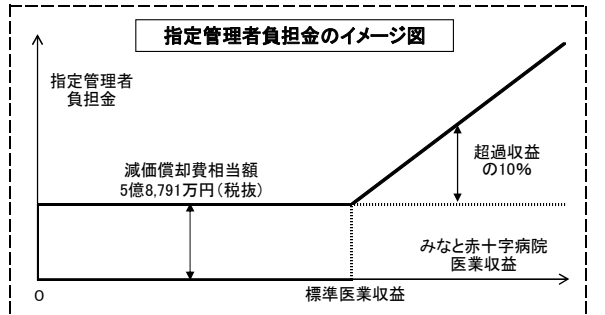 指定管理者負担金のイメージ図
指定管理者
負担金
減価償却費相当額
5億8,791万円(税抜)
超過収益
の10%
みなと赤十字病院
医業収益
0
標準医業収益